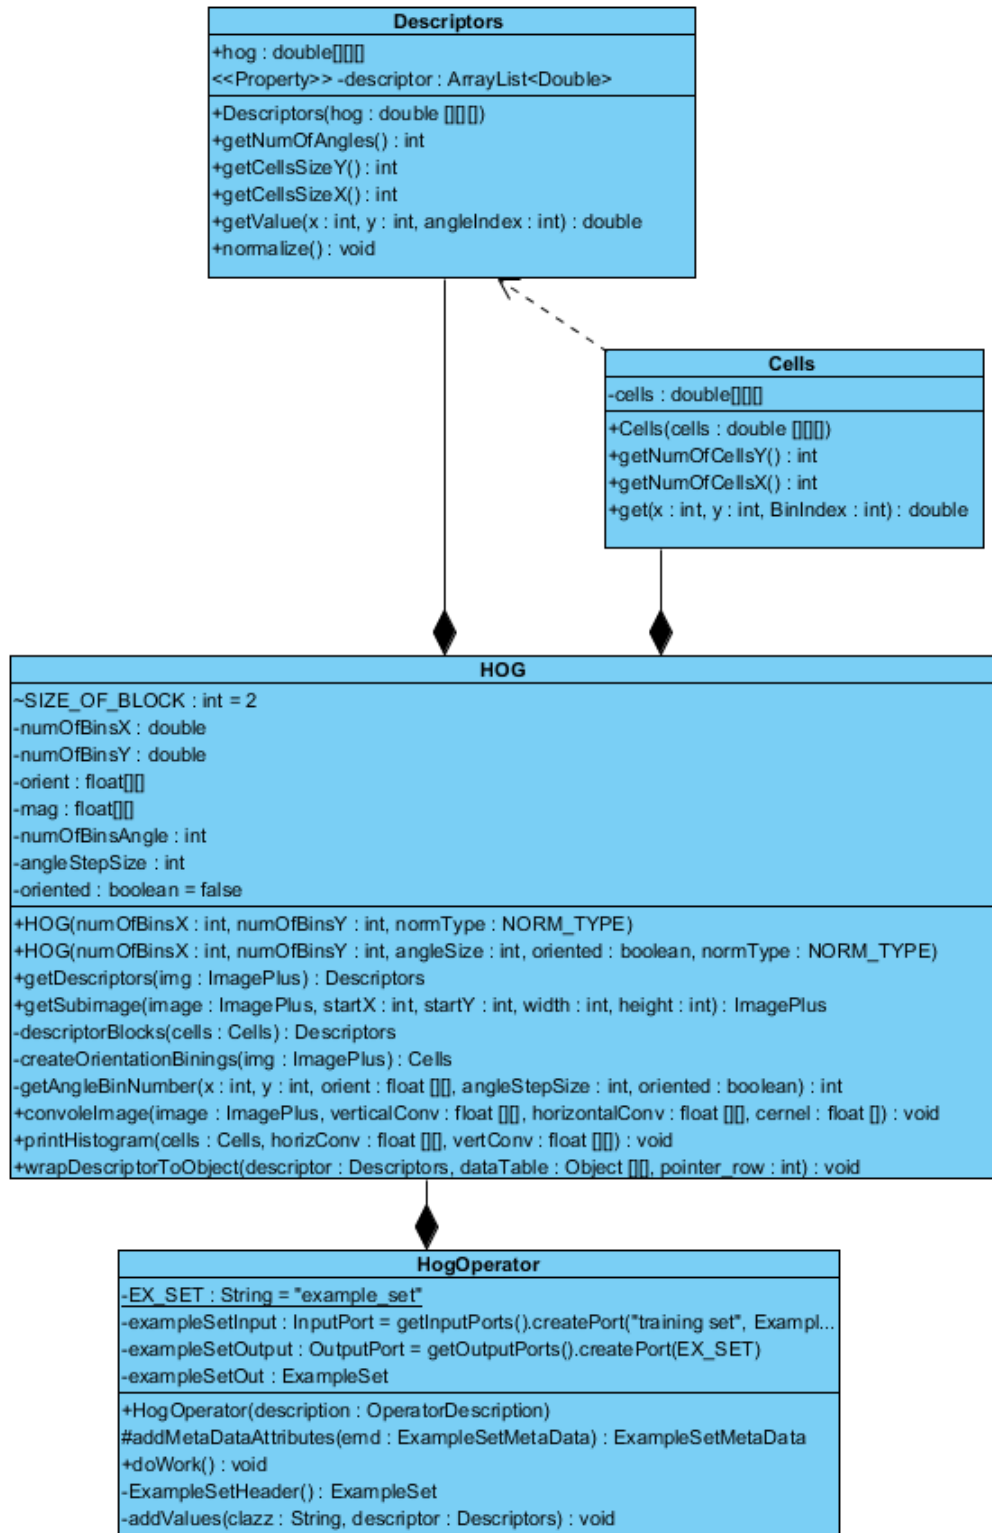 Descriptors
+hog : double[][][]
<<Property>> -descriptor : ArrayList<Double>
+Descriptors(hog : double [][][])
+getNumOfAngles() : int
+getCellsSizeY() : int
+getCellsSizeX() : int
+getValue(x : int, y : int, angleIndex : int) : double
+normalize() : void
Cells
-cells : double[][][]
+Cells(cells : double [][][])
+getNumOfCellsY() : int
+getNumOfCellsX() : int
+get(x : int, y : int, BinIndex : int) : double
HOG
~SIZE_OF_BLOCK : int = 2
-numOfBinsX : double
-numOfBinsY : double
-orient : float[][]
-mag : float[][]
-numOfBinsAngle : int
-angleStepSize : int
-oriented : boolean = false
+HOG(numOfBinsX : int, numOfBinsY : int, normType : NORM_TYPE)
+HOG(numOfBinsX : int, numOfBinsY : int, angleSize : int, oriented : boolean, normType : NORM_TYPE)
+getDescriptors(img : ImagePlus) : Descriptors
+getSubimage(image : ImagePlus, startX : int, startY : int, width : int, height : int) : ImagePlus
-descriptorBlocks(cells : Cells) : Descriptors
-createOrientationBinings(img : ImagePlus) : Cells
-getAngleBinNumber(x : int, y : int, orient : float [][], angleStepSize : int, oriented : boolean) : int
+convoleImage(image : ImagePlus, verticalConv : float [][], horizontalConv : float [][], cernel : float []) : void
+printHistogram(cells : Cells, horizConv : float [][], vertConv : float [][]) : void
+wrapDescriptorToObject(descriptor : Descriptors, dataTable : Object [][], pointer_row : int) : void
HogOperator
-EX_SET : String = "example_set"
-exampleSetInput : InputPort = getInputPorts().createPort("training set", Exampl...
-exampleSetOutput : OutputPort = getOutputPorts().createPort(EX_SET)
-exampleSetOut : ExampleSet
+HogOperator(description : OperatorDescription)
#addMetaDataAttributes(emd : ExampleSetMetaData) : ExampleSetMetaData
+doWork() : void
-ExampleSetHeader() : ExampleSet
-addValues(clazz : String, descriptor : Descriptors) : void